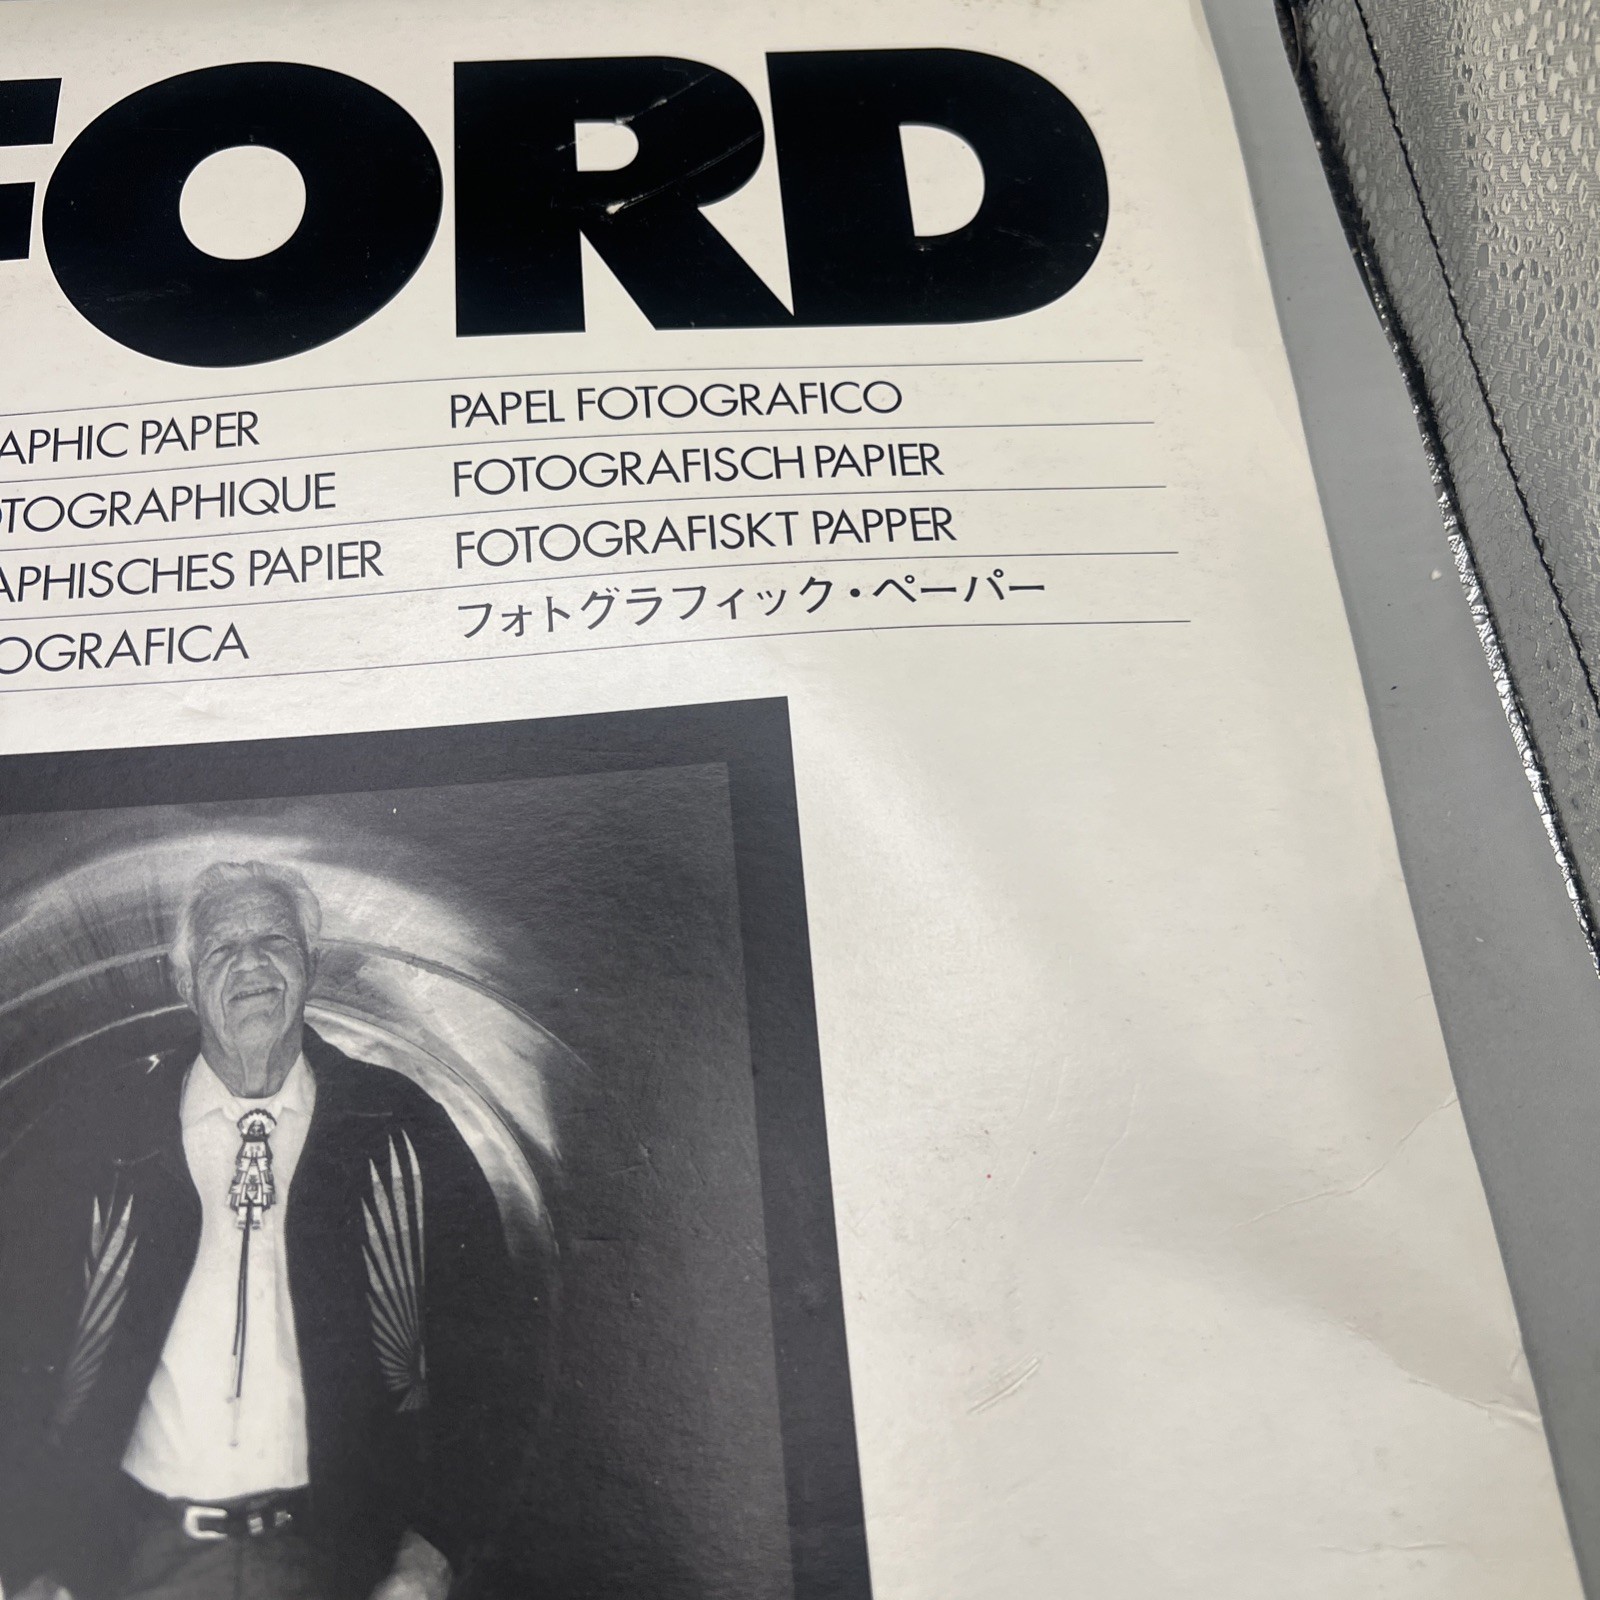 FORD
APHIC PAPER
PAPEL FOTOGRAFICO
OTOGRAPHIQUE
FOTOGRAFISCH PAPIER
APHISCHES PAPIER
FOTOGRAFISKT PAPPER
OGRAFICA
フォトグラフィック・ペーパー